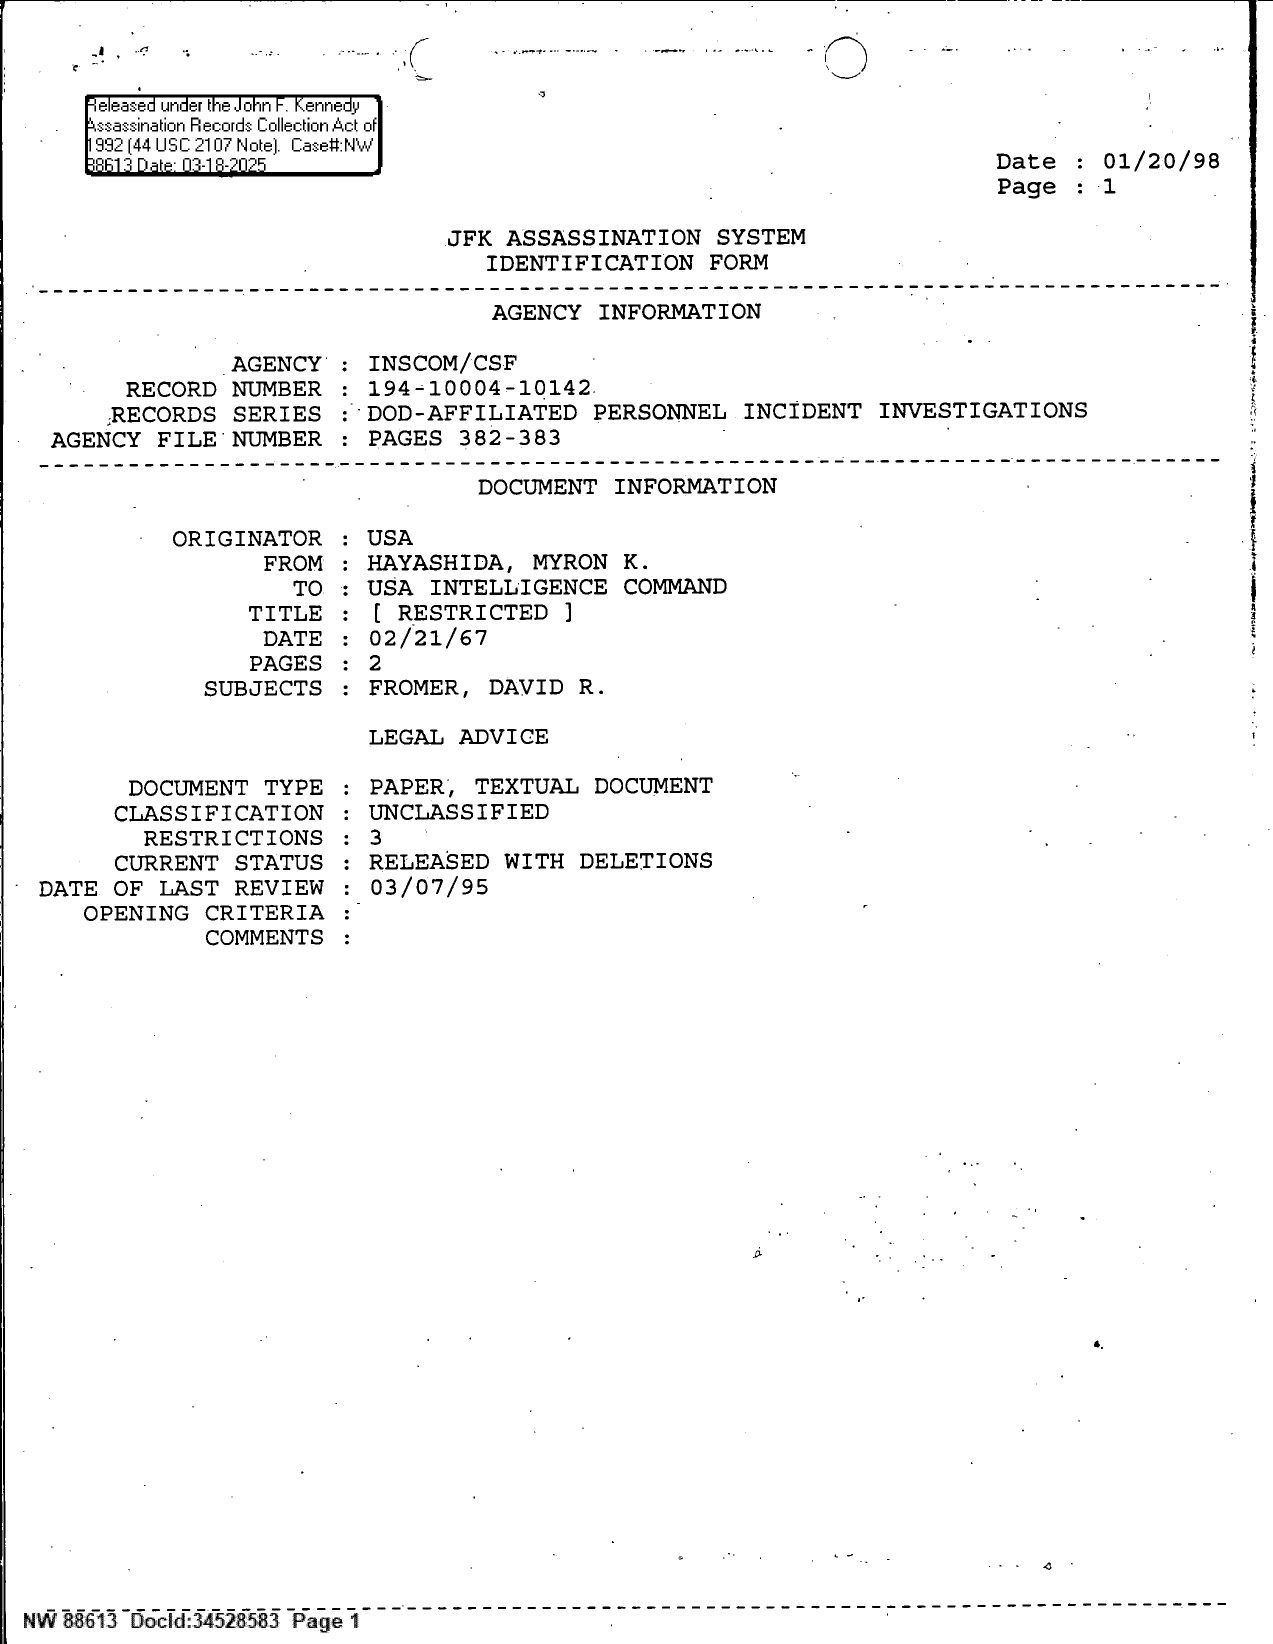 Released under the John F. Kennedy
Assassination Records Collection Act of
1992 (44 USC 2107 Note). Case#:NW
88613 Date: 03-18-2025
Date : 01/20/98
Page : 1
JFK ASSASSINATION SYSTEM
IDENTIFICATION FORM
AGENCY INFORMATION
AGENCY : INSCOM/CSF
RECORD NUMBER : 194-10004-10142
RECORDS SERIES : DOD-AFFILIATED PERSONNEL INCIDENT INVESTIGATIONS
AGENCY FILE NUMBER : PAGES 382-383
DOCUMENT INFORMATION
ORIGINATOR : USA
FROM : HAYASHIDA, MYRON K.
TO : USA INTELLIGENCE COMMAND
TITLE : [ RESTRICTED ]
DATE : 02/21/67
PAGES : 2
SUBJECTS : FROMER, DAVID R.
LEGAL ADVICE
DOCUMENT TYPE : PAPER, TEXTUAL DOCUMENT
CLASSIFICATION : UNCLASSIFIED
RESTRICTIONS : 3
CURRENT STATUS : RELEASED WITH DELETIONS
DATE OF LAST REVIEW : 03/07/95
OPENING CRITERIA :
COMMENTS :
NW 88613 DocId:34528583 Page 1